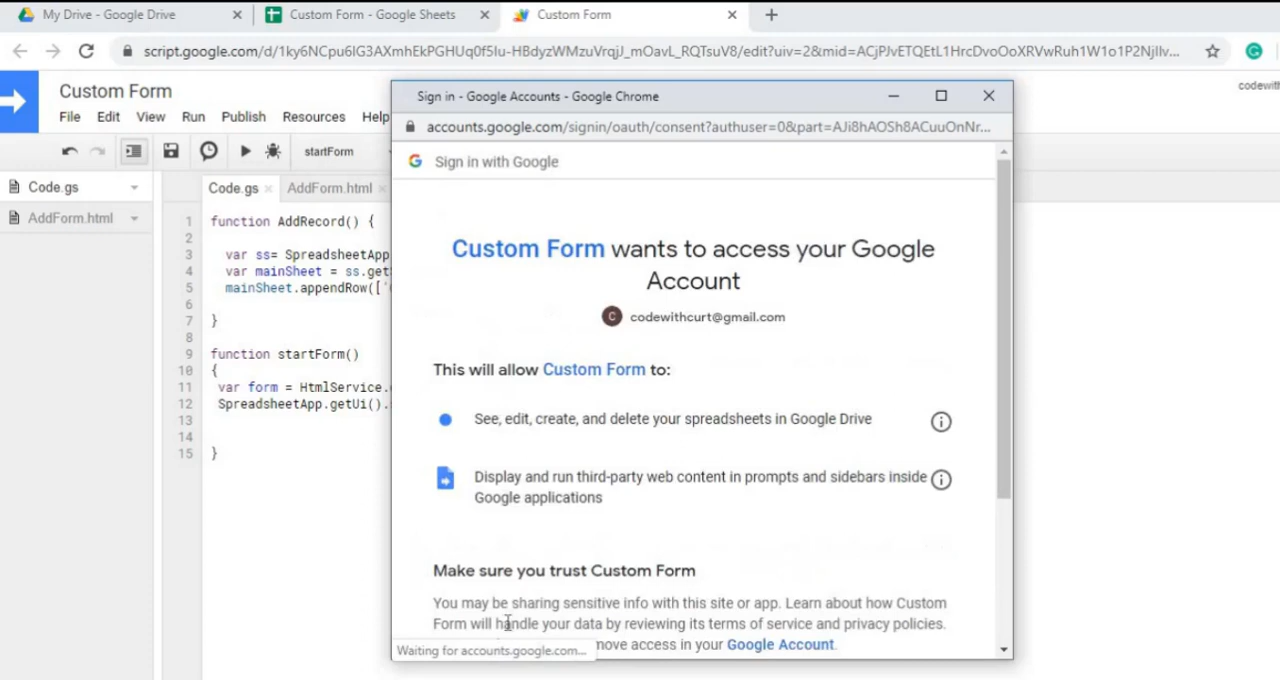 My Drive - Google Drive
Custom Form - Google Sheets
Custom Form
script.google.com/d/1ky6NCpu6IG3AXmhEkPGHUq0f5Iu-HBdyzWMzuVrqjJ_mOavL_RQTsuV8/edit?uiv=2&mid=ACjPJvETQEtL1HrcDvoOoXRVwRuh1W1o1P2NjIlv...
Custom Form
codewith
File Edit View Run Publish Resources Help
startForm
Code.gs
AddForm.html
Code.gs
AddForm.html
1 function AddRecord() {
2
3 var ss= SpreadsheetApp
4 var mainSheet = ss.get
5 mainSheet.appendRow(['
6
7 }
8
9 function startForm()
10 {
11 var form = HtmlService.
12 SpreadsheetApp.getUi().
13
14
15 }
Sign in - Google Accounts - Google Chrome
accounts.google.com/signin/oauth/consent?authuser=0&part=AJi8hAOSh8ACuuOnNr...
Sign in with Google
Custom Form wants to access your Google
Account
C codewithcurt@gmail.com
This will allow Custom Form to:
See, edit, create, and delete your spreadsheets in Google Drive
Display and run third-party web content in prompts and sidebars inside
Google applications
Make sure you trust Custom Form
You may be sharing sensitive info with this site or app. Learn about how Custom
Form will handle your data by reviewing its terms of service and privacy policies.
move access in your Google Account.
Waiting for accounts.google.com...